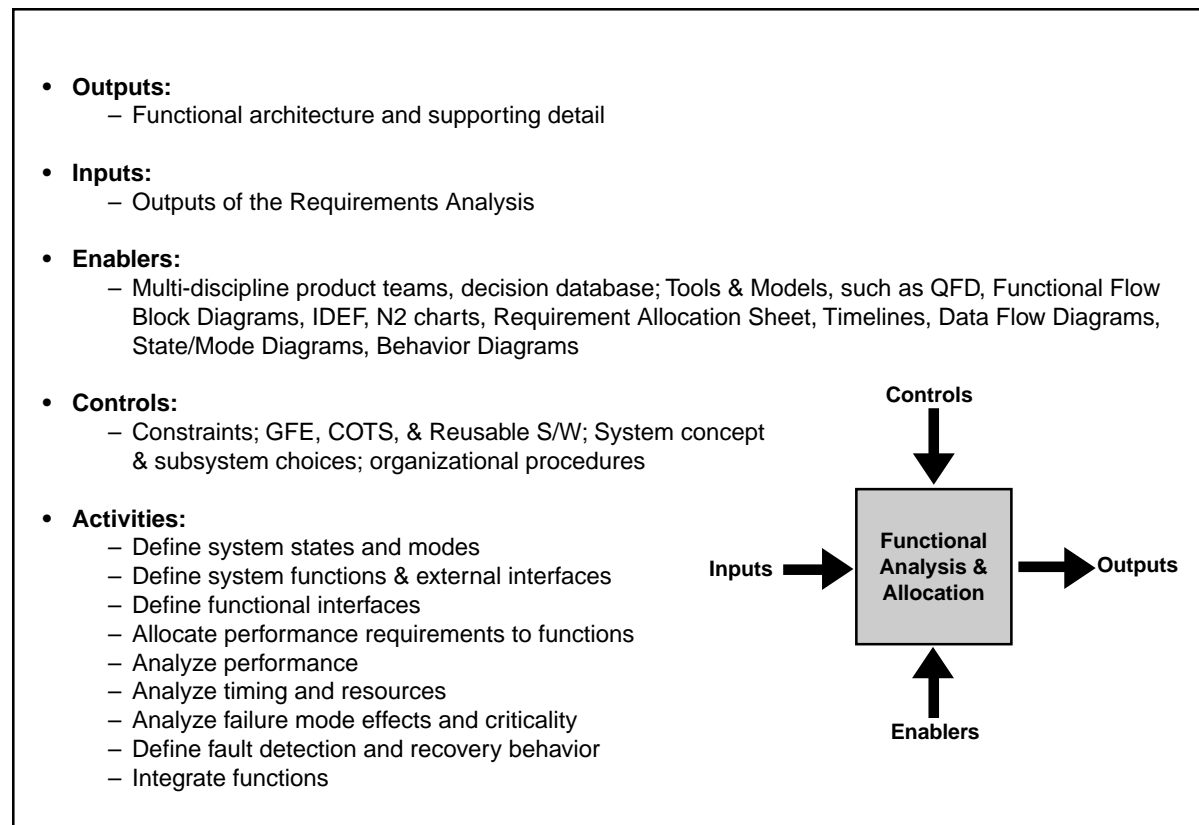 • Outputs:
– Functional architecture and supporting detail
• Inputs:
– Outputs of the Requirements Analysis
• Enablers:
– Multi-discipline product teams, decision database; Tools & Models, such as QFD, Functional Flow
Block Diagrams, IDEF, N2 charts, Requirement Allocation Sheet, Timelines, Data Flow Diagrams,
State/Mode Diagrams, Behavior Diagrams
• Controls:
– Constraints; GFE, COTS, & Reusable S/W; System concept
& subsystem choices; organizational procedures
• Activities:
– Define system states and modes
– Define system functions & external interfaces
– Define functional interfaces
– Allocate performance requirements to functions
– Analyze performance
– Analyze timing and resources
– Analyze failure mode effects and criticality
– Define fault detection and recovery behavior
– Integrate functions
Controls
Inputs
Functional
Analysis &
Allocation
Outputs
Enablers